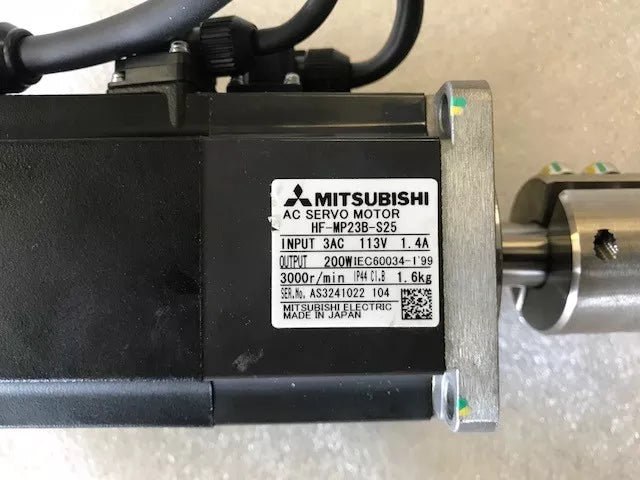 MITSUBISHI
AC SERVO MOTOR
HF-MP23B-S25
INPUT 3AC 113V 1.4A
OUTPUT 200W IEC60034-1'99
3000r/min IP44 Cl.B 1.6kg
SER.No. AS3241022 104
MITSUBISHI ELECTRIC
MADE IN JAPAN